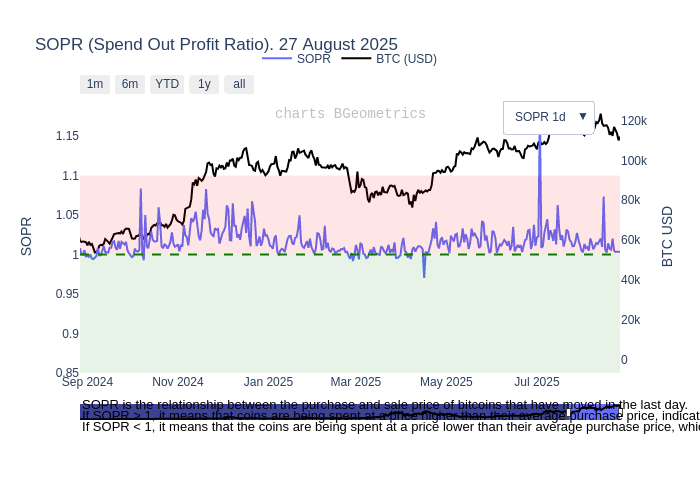 SOPR (Spend Out Profit Ratio). 27 August 2025
SOPR BTC (USD)
1m 6m YTD 1y all
charts BGeometrics
SOPR 1d ▼
1.15
1.1
1.05
1
0.95
0.9
0.85
SOPR
120k
100k
80k
60k
40k
20k
0
BTC USD
Sep 2024 Nov 2024 Jan 2025 Mar 2025 May 2025 Jul 2025
SOPR is the relationship between the purchase and sale price of bitcoins that have moved in the last day.
If SOPR > 1, it means that coins are being spent at a price higher than their average purchase price, indicat
If SOPR < 1, it means that the coins are being spent at a price lower than their average purchase price, whic